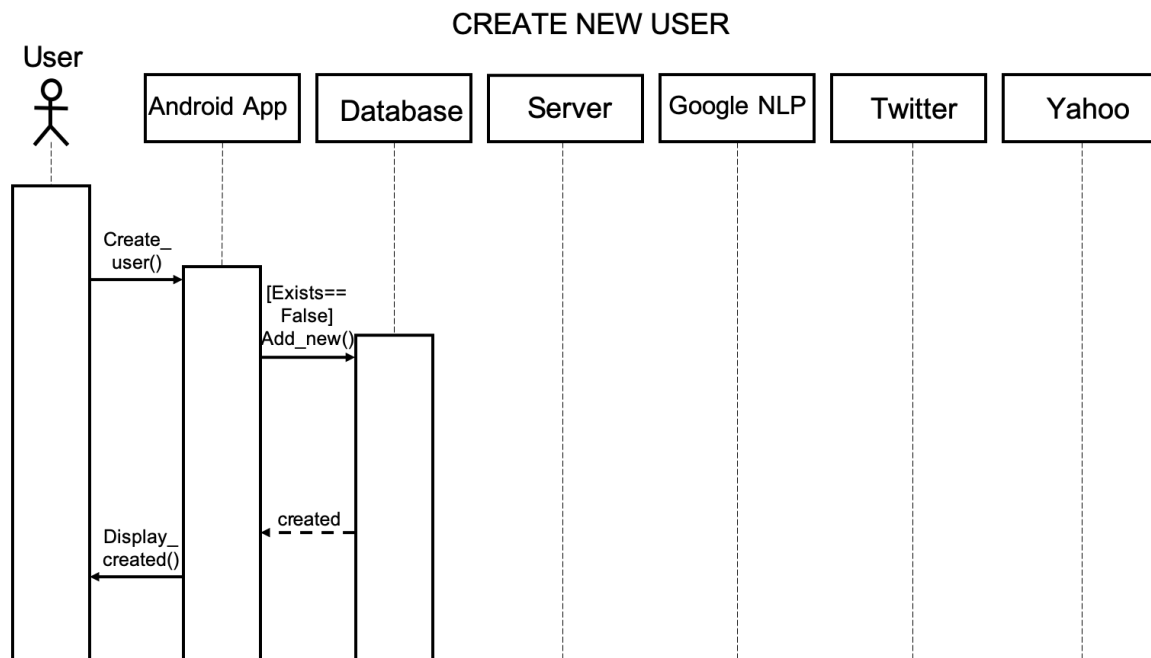 CREATE NEW USER
User
Android App
Database
Server
Google NLP
Twitter
Yahoo
Create_
user()
[Exists==
False]
Add_new()
created
Display_
created()